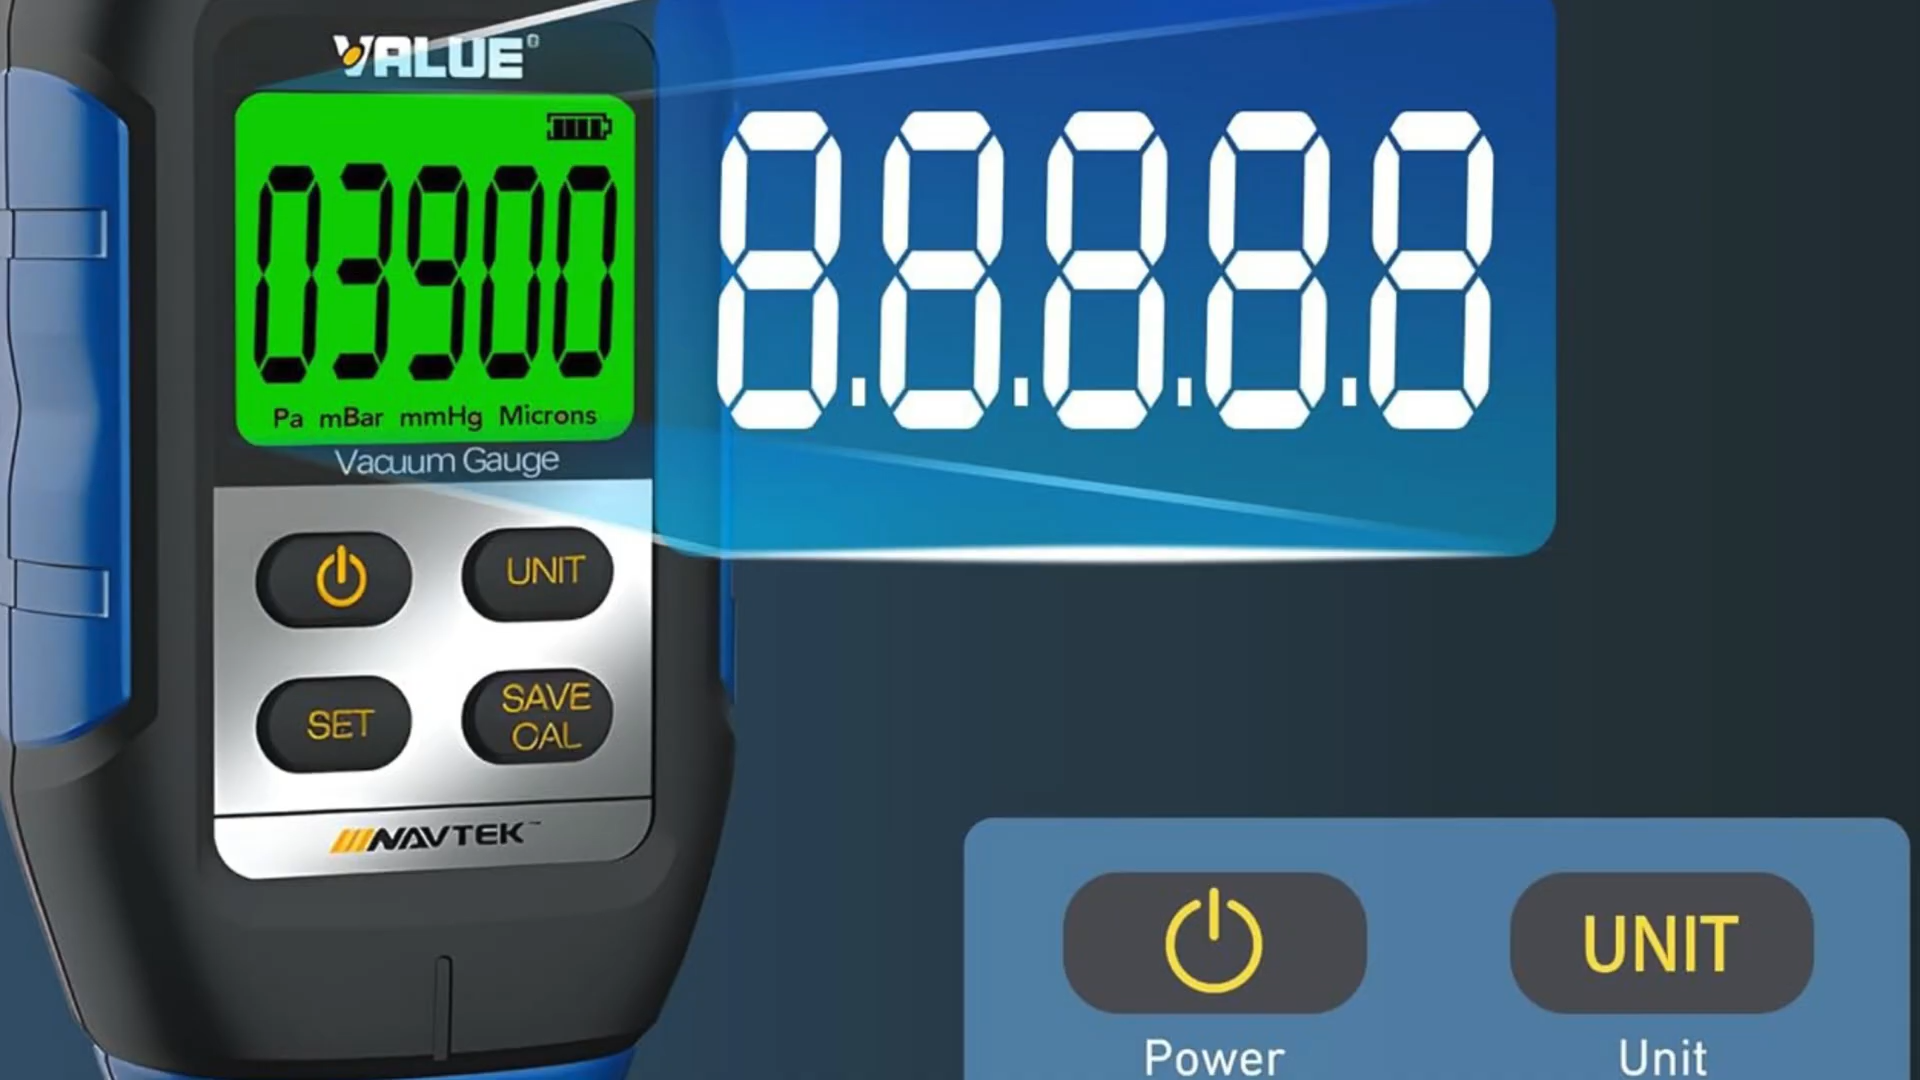 VALUE®
03900
Pa mBar mmHg Microns
Vacuum Gauge
8.8.8.8.8
UNIT
SET
SAVE
CAL
NAVTEK™
UNIT
Power
Unit